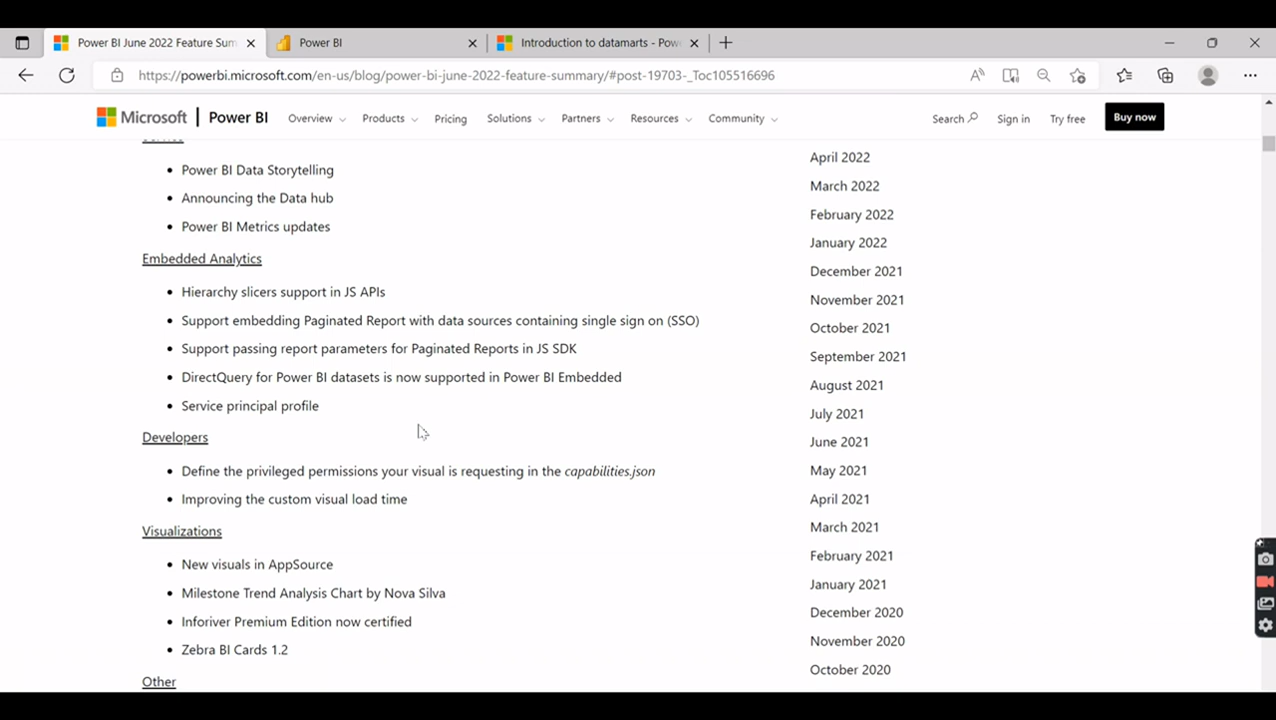 Power BI June 2022 Feature Sum
Power BI
Introduction to datamarts - Pow
https://powerbi.microsoft.com/en-us/blog/power-bi-june-2022-feature-summary/#post-19703-_Toc105516696
Microsoft
Power BI
Overview
Products
Pricing
Solutions
Partners
Resources
Community
Search
Sign in
Try free
Buy now
Service
• Power BI Data Storytelling
• Announcing the Data hub
• Power BI Metrics updates
Embedded Analytics
• Hierarchy slicers support in JS APIs
• Support embedding Paginated Report with data sources containing single sign on (SSO)
• Support passing report parameters for Paginated Reports in JS SDK
• DirectQuery for Power BI datasets is now supported in Power BI Embedded
• Service principal profile
Developers
• Define the privileged permissions your visual is requesting in the capabilities.json
• Improving the custom visual load time
Visualizations
• New visuals in AppSource
• Milestone Trend Analysis Chart by Nova Silva
• Inforiver Premium Edition now certified
• Zebra BI Cards 1.2
Other
April 2022
March 2022
February 2022
January 2022
December 2021
November 2021
October 2021
September 2021
August 2021
July 2021
June 2021
May 2021
April 2021
March 2021
February 2021
January 2021
December 2020
November 2020
October 2020